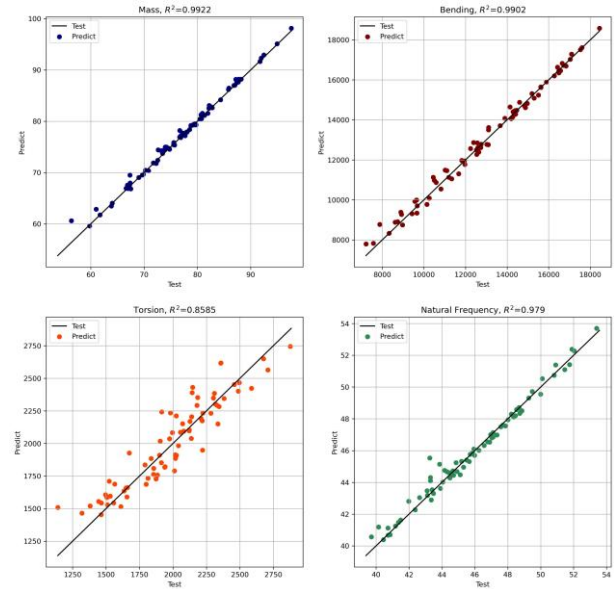 Mass, R²=0.9922
Test
Predict
100
90
80
70
60
Predict
60
70
80
90
Test
Bending, R²=0.9902
Test
Predict
18000
16000
14000
12000
10000
8000
Predict
8000
10000
12000
14000
16000
18000
Test
Torsion, R²=0.8585
Test
Predict
2750
2500
2250
2000
1750
1500
1250
Predict
1250
1500
1750
2000
2250
2500
2750
Test
Natural Frequency, R²=0.979
Test
Predict
54
52
50
48
46
44
42
40
Predict
40
42
44
46
48
50
52
54
Test